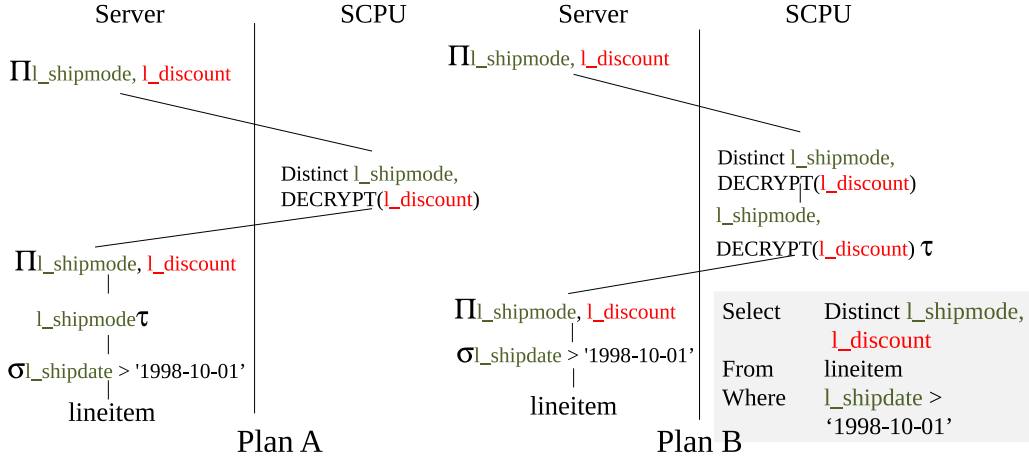 Server
SCPU
Πl_shipmode, l_discount
Distinct l_shipmode,
DECRYPT(l_discount)
Πl_shipmode, l_discount
l_shipmodeτ
σl_shipdate > '1998-10-01’
lineitem
Plan A
Server
SCPU
Πl_shipmode, l_discount
Distinct l_shipmode,
DECRYPT(l_discount)
l_shipmode,
DECRYPT(l_discount) τ
Πl_shipmode, l_discount
σl_shipdate > '1998-10-01’
lineitem
Plan B
Select Distinct l_shipmode,
l_discount
From lineitem
Where l_shipdate >
‘1998-10-01’